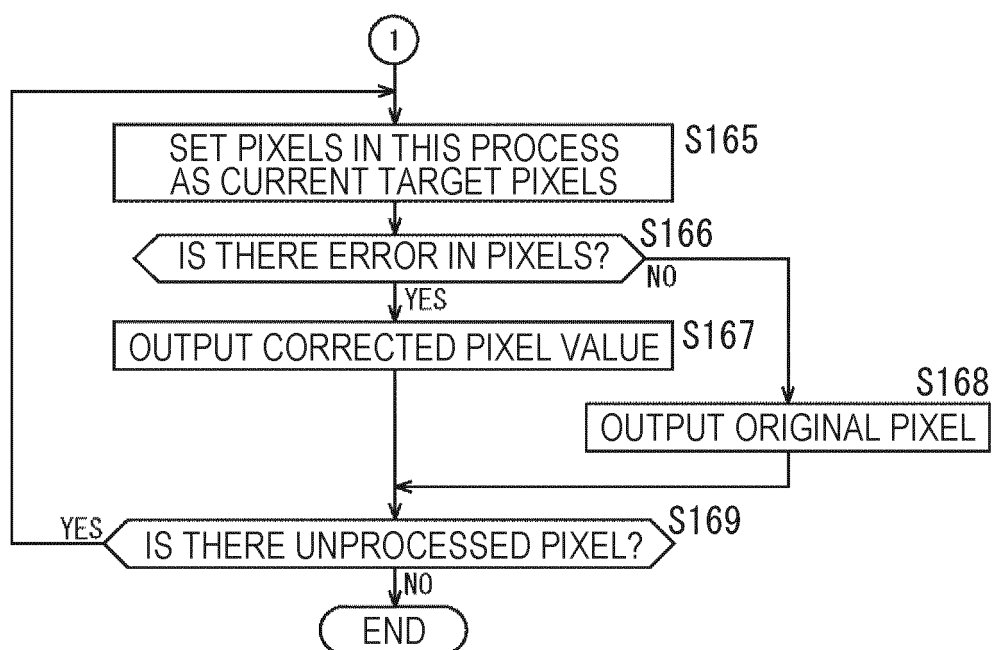 1
SET PIXELS IN THIS PROCESS
AS CURRENT TARGET PIXELS
S165
IS THERE ERROR IN PIXELS?
S166
NO
YES
OUTPUT CORRECTED PIXEL VALUE
S167
S168
OUTPUT ORIGINAL PIXEL
YES
IS THERE UNPROCESSED PIXEL?
S169
NO
END